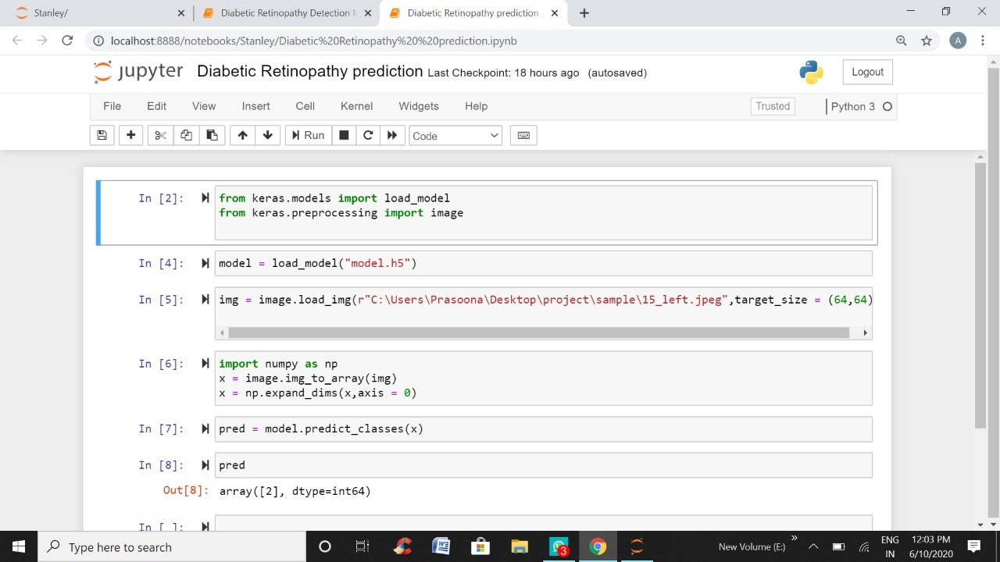 Stanley/
Diabetic Retinopathy Detection
Diabetic Retinopathy prediction
localhost:8888/notebooks/Stanley/Diabetic%20Retinopathy%20%20prediction.ipynb
A
jupyter Diabetic Retinopathy prediction Last Checkpoint: 18 hours ago (autosaved)
Logout
File Edit View Insert Cell Kernel Widgets Help
Trusted
Python 3
Run
Code
In [2]:
from keras.models import load_model
from keras.preprocessing import image
In [4]:
model = load_model("model.h5")
In [5]:
img = image.load_img(r"C:\Users\Prasoona\Desktop\project\sample\15_left.jpeg",target_size = (64,64)
In [6]:
import numpy as np
x = image.img_to_array(img)
x = np.expand_dims(x,axis = 0)
In [7]:
pred = model.predict_classes(x)
In [8]:
pred
Out[8]:
array([2], dtype=int64)
In [ ]:
Type here to search
3
New Volume (E:)
ENG
IN
12:03 PM
6/10/2020